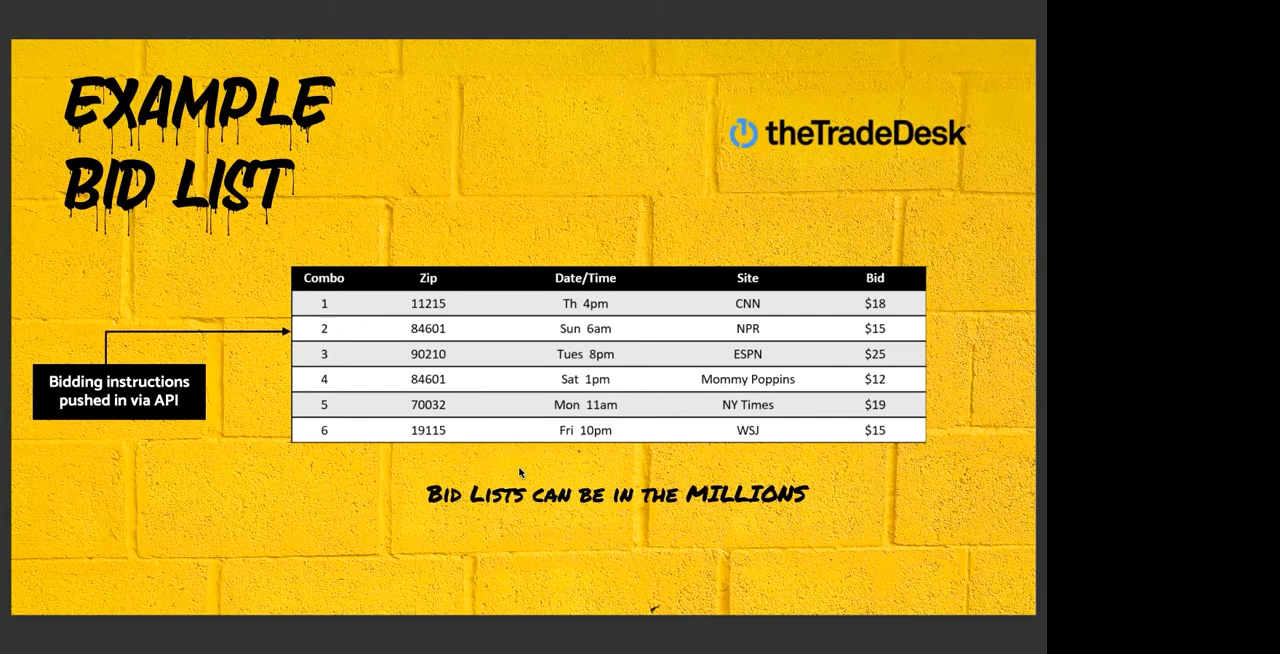 EXAMPLE
BID LIST
theTradeDesk
Combo Zip Date/Time Site Bid
1 11215 Th 4pm CNN $18
2 84601 Sun 6am NPR $15
3 90210 Tues 8pm ESPN $25
4 84601 Sat 1pm Mommy Poppins $12
5 70032 Mon 11am NY Times $19
6 19115 Fri 10pm WSJ $15
Bidding instructions
pushed in via API
BID LISTS CAN BE IN THE MILLIONS